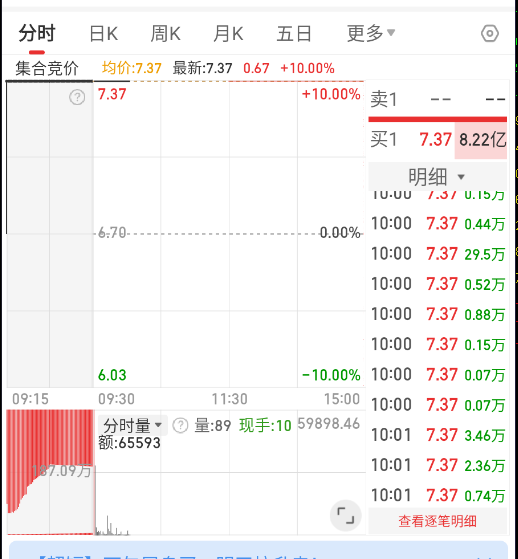 分时 日K 周K 月K 五日 更多
集合竞价 均价:7.37 最新:7.37 0.67 +10.00%
7.37 +10.00%
6.70 0.00%
6.03 -10.00%
09:15 09:30 11:30 15:00
分时量 量:89 现手:10 59898.46
额:65593
187.09万
卖1 -- --
买1 7.37 8.22亿
明细
10:00 7.37 0.15万
10:00 7.37 0.44万
10:00 7.37 29.5万
10:00 7.37 0.52万
10:00 7.37 0.88万
10:00 7.37 0.15万
10:00 7.37 0.07万
10:00 7.37 0.07万
10:01 7.37 3.46万
10:01 7.37 2.36万
10:01 7.37 0.74万
查看逐笔明细